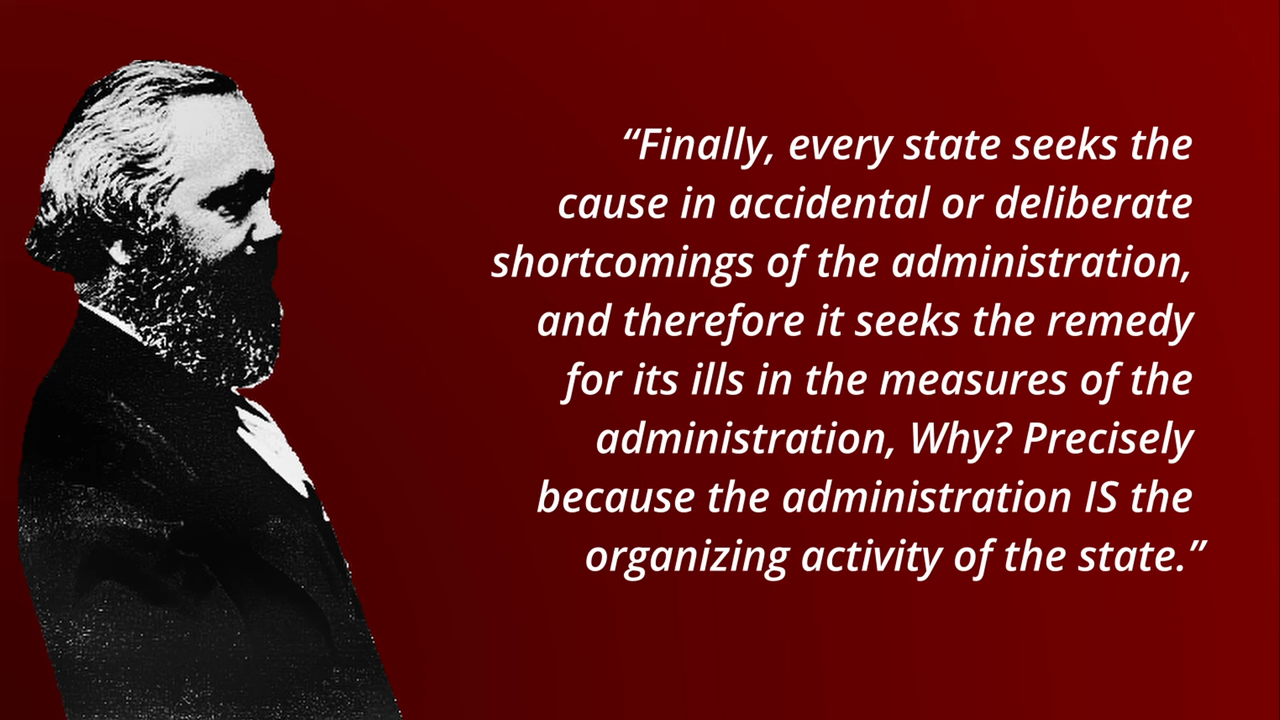 “Finally, every state seeks the
cause in accidental or deliberate
shortcomings of the administration,
and therefore it seeks the remedy
for its ills in the measures of the
administration, Why? Precisely
because the administration IS the
organizing activity of the state.”